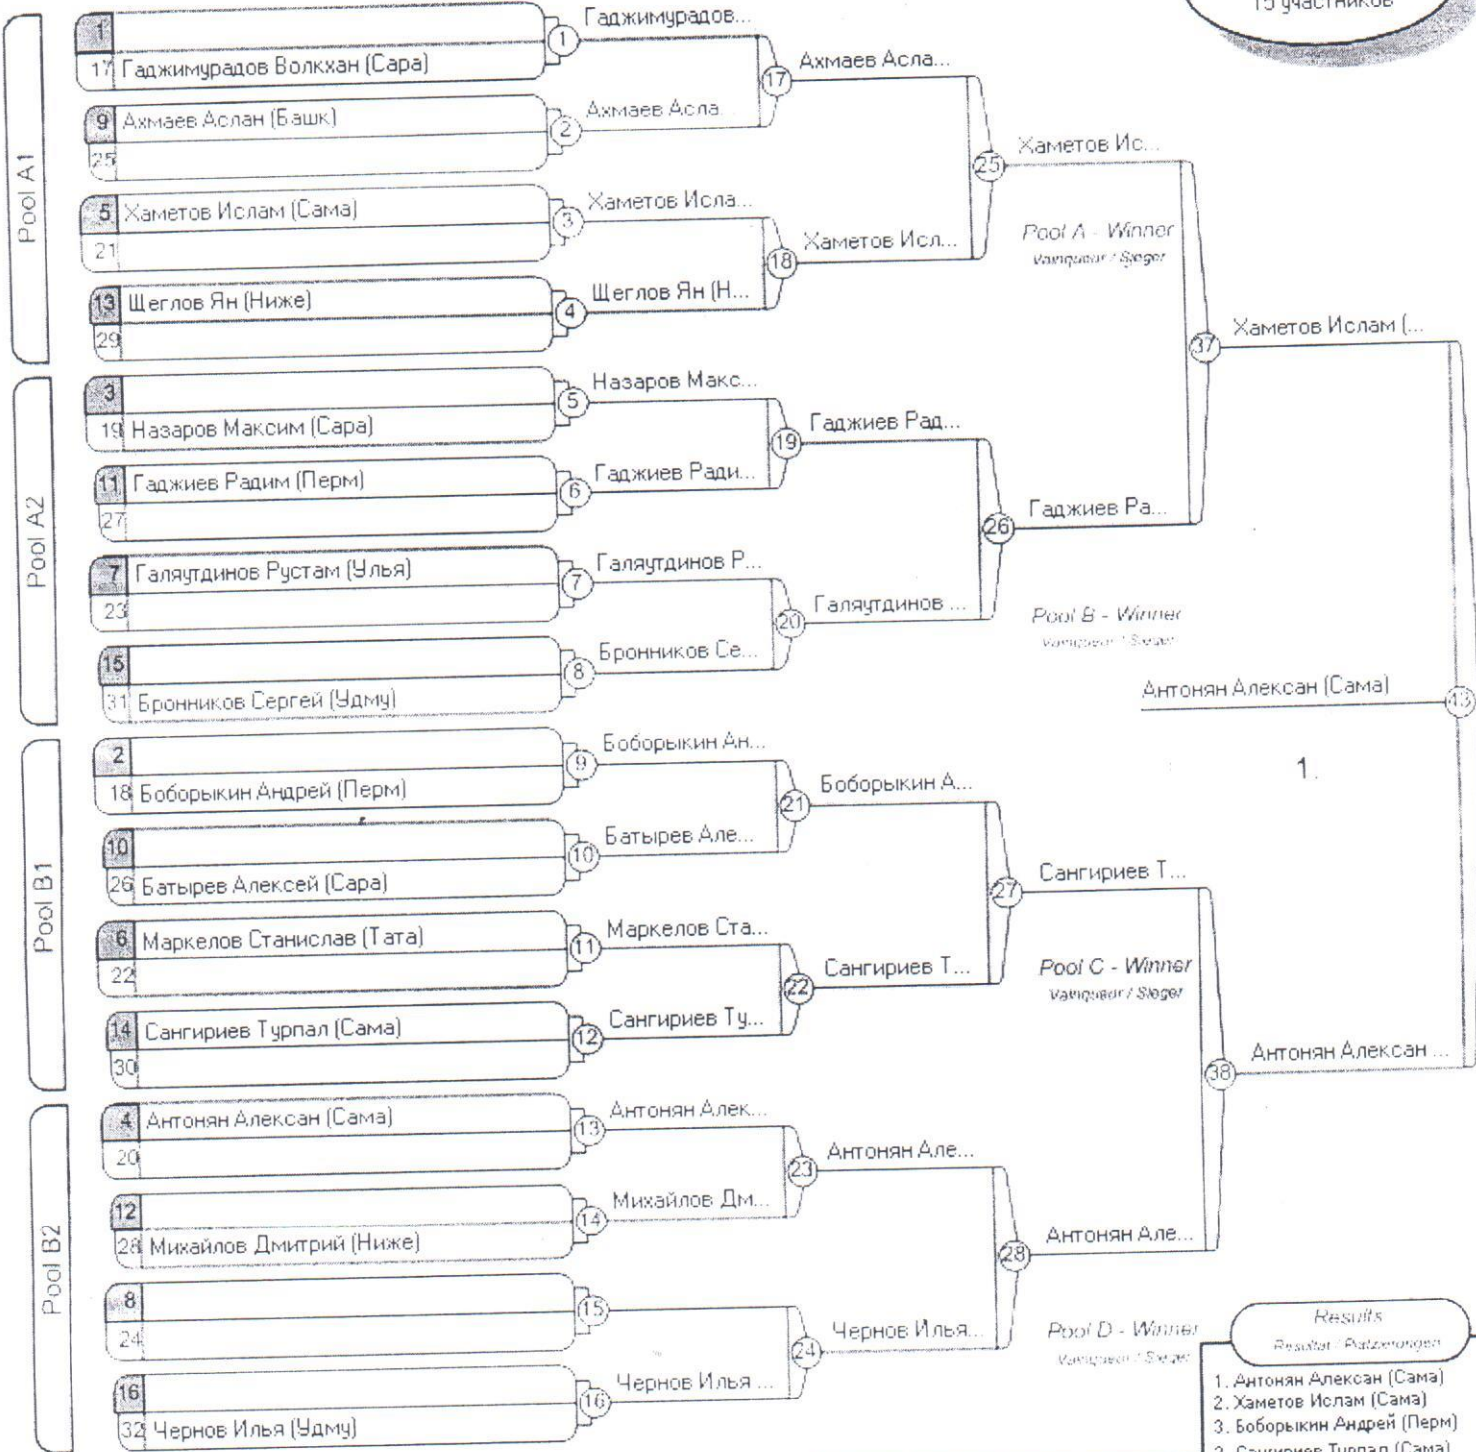 15 участников
Pool A1
1
17 Гаджимурадов Волкхан (Сара)
9 Ахмаев Аслан (Башк)
25
5 Хаметов Ислам (Сама)
21
13 Щеглов Ян (Ниже)
29
Pool A2
3
19 Назаров Максим (Сара)
11 Гаджиев Радим (Перм)
27
7 Галяутдинов Рустам (Улья)
23
15
31 Бронников Сергей (Удму)
Pool B1
2
18 Боборыкин Андрей (Перм)
10
26 Батырев Алексей (Сара)
6 Маркелов Станислав (Тата)
22
14 Сангириев Турпал (Сама)
30
Pool B2
4 Антонян Алексан (Сама)
20
12
28 Михайлов Дмитрий (Ниже)
8
24
16
32 Чернов Илья (Удму)
1 Гаджимурадов...
2 Ахмаев Асла
3 Хаметов Исла...
4 Щеглов Ян (Н...
5 Назаров Макс...
6 Гаджиев Ради...
7 Галяутдинов Р...
8 Бронников Се...
9 Боборыкин Ан...
10 Батырев Але...
11 Маркелов Ста...
12 Сангириев Ту...
13 Антонян Алек...
14 Михайлов Дм...
15
16 Чернов Илья ...
17 Ахмаев Асла...
18 Хаметов Исл...
19 Гаджиев Рад...
20 Галяутдинов ...
21 Боборыкин А...
22 Сангириев Т...
23 Антонян Але...
24 Чернов Илья...
25 Хаметов Ис...
Pool A - Winner
Vainqueur / Sieger
26 Гаджиев Ра...
Pool B - Winner
Vainqueur / Sieger
27 Сангириев Т...
Pool C - Winner
Vainqueur / Sieger
28 Антонян Але...
Pool D - Winner
Vainqueur / Sieger
37 Хаметов Ислам (...
38 Антонян Алексан ...
Антонян Алексан (Сама) 43
1.
Results
Resultat / Platzierungen
1. Антонян Алексан (Сама)
2. Хаметов Ислам (Сама)
3. Боборыкин Андрей (Перм)
3. Сангириев Турпал (Сама)